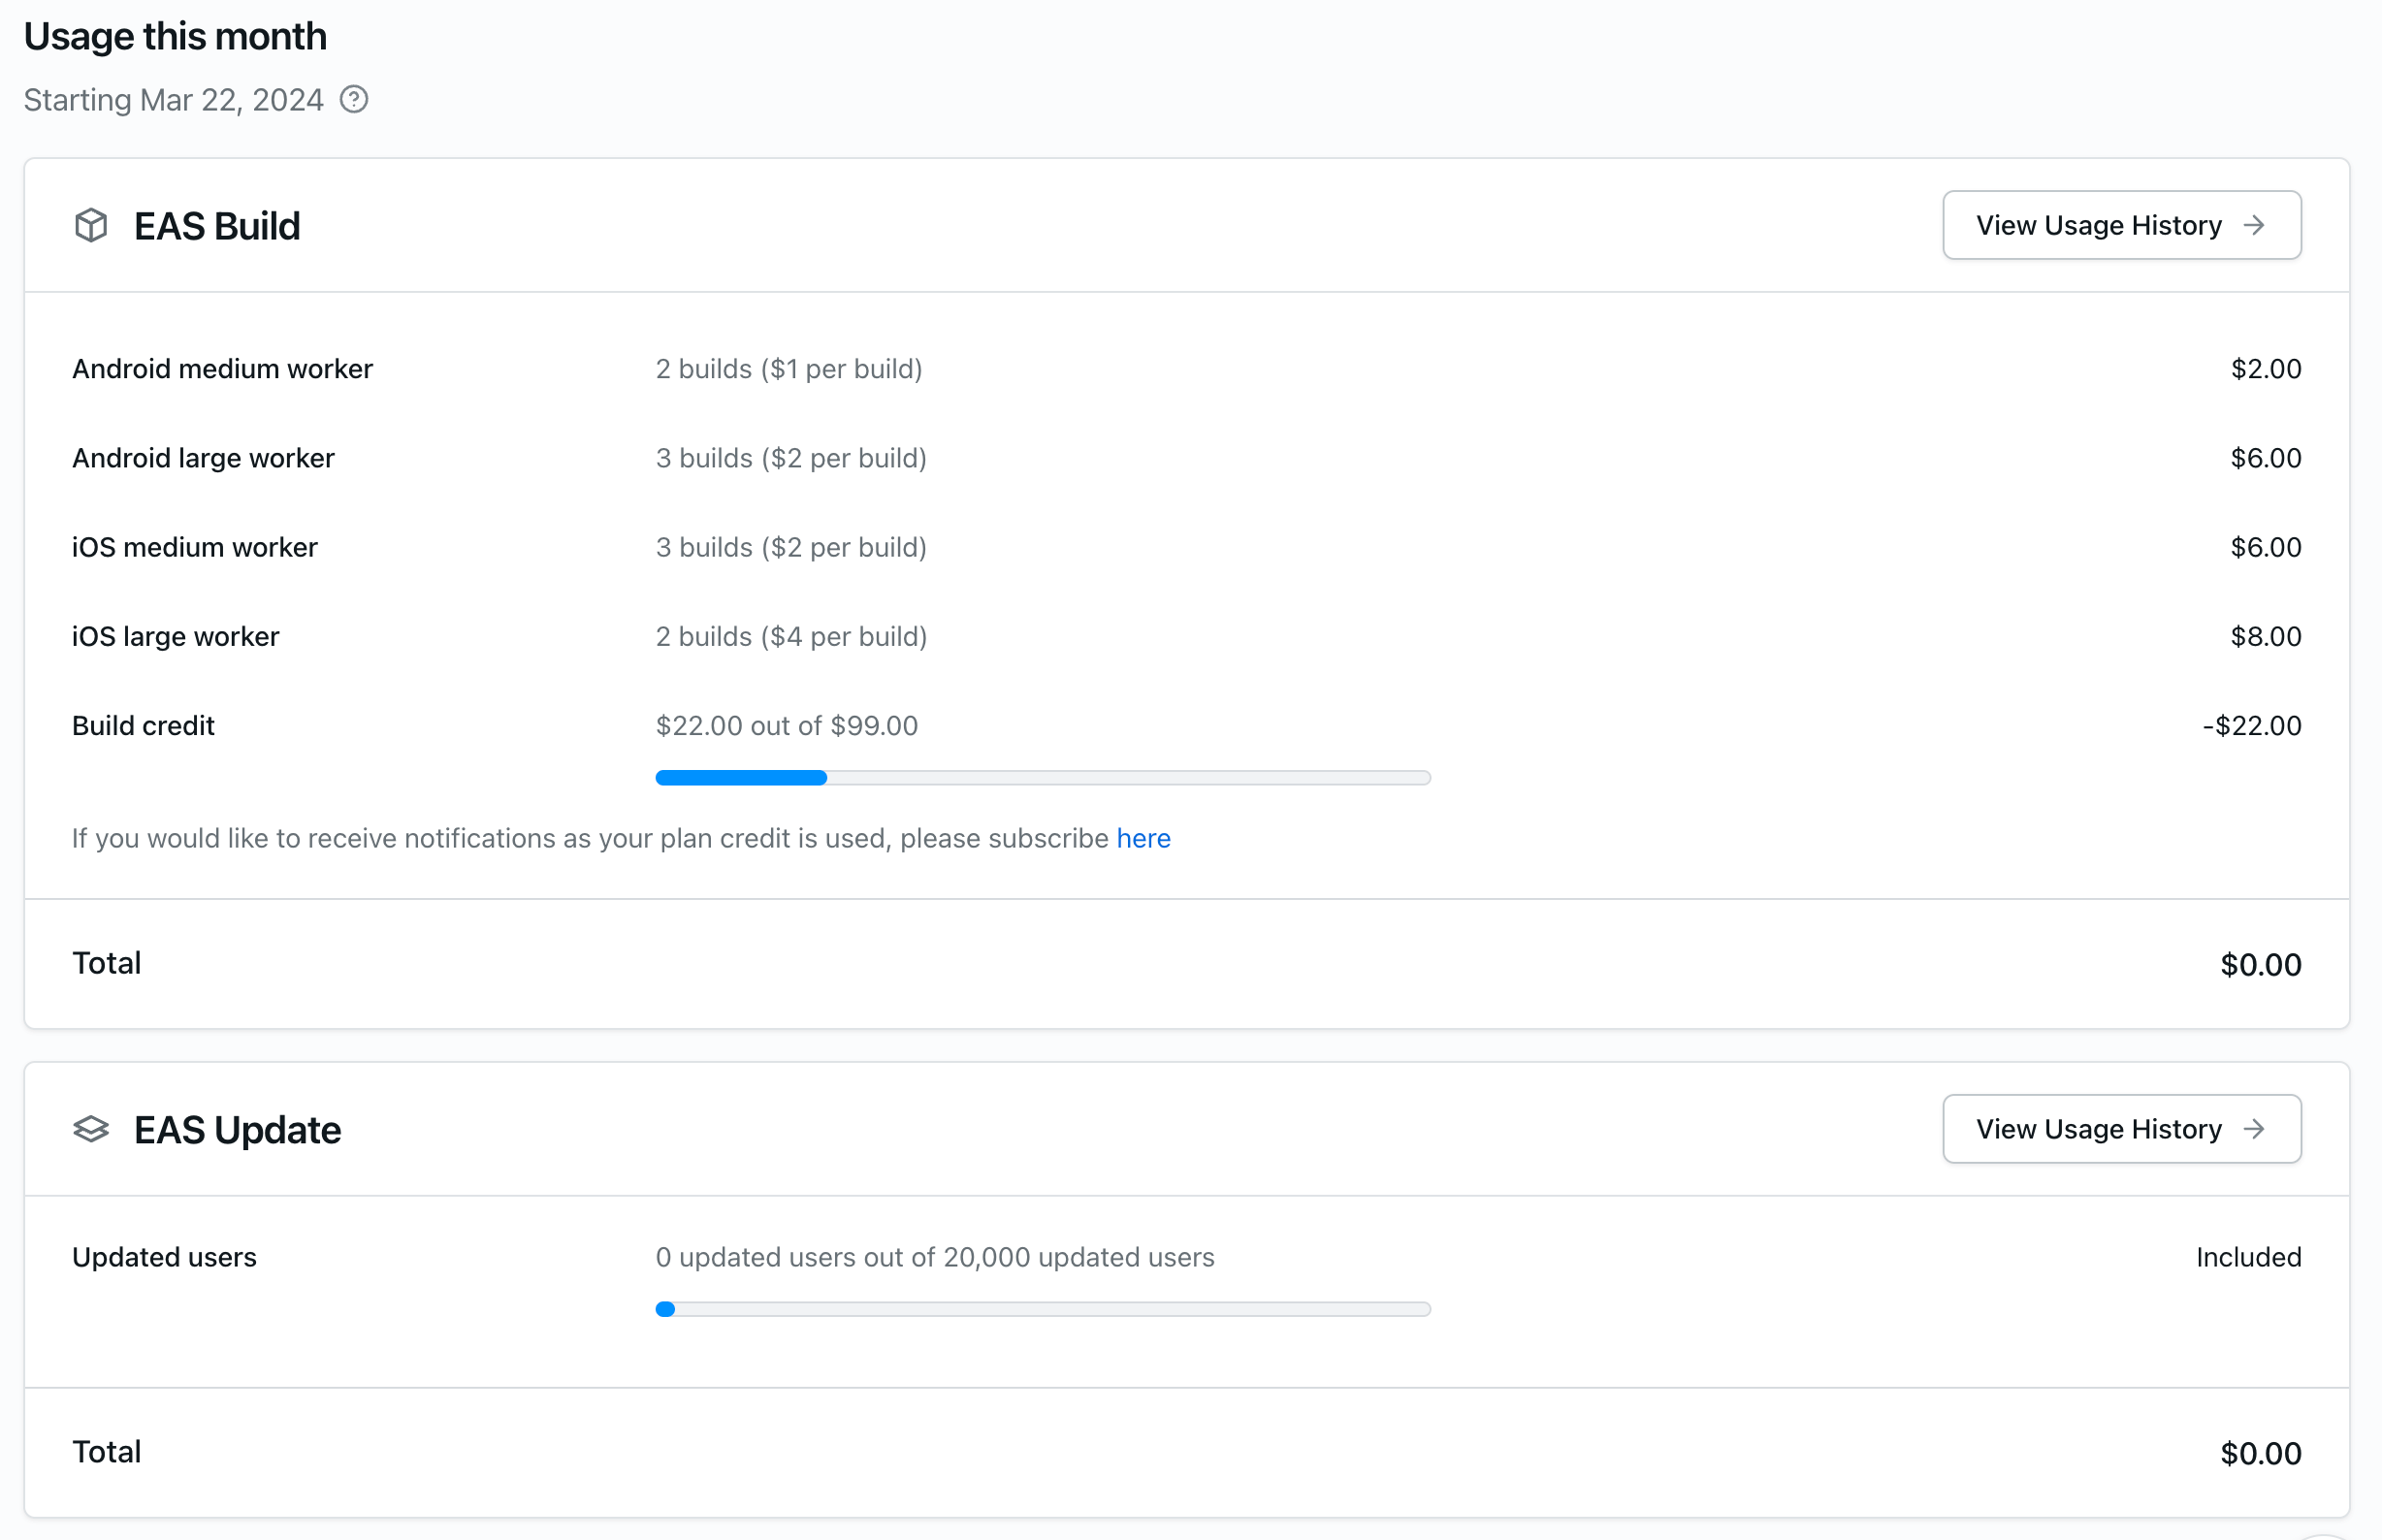 Usage this month
Starting Mar 22, 2024 ?
EAS Build
View Usage History →
Android medium worker 2 builds ($1 per build) $2.00
Android large worker 3 builds ($2 per build) $6.00
iOS medium worker 3 builds ($2 per build) $6.00
iOS large worker 2 builds ($4 per build) $8.00
Build credit $22.00 out of $99.00 -$22.00
If you would like to receive notifications as your plan credit is used, please subscribe here
Total $0.00
EAS Update
View Usage History →
Updated users 0 updated users out of 20,000 updated users Included
Total $0.00